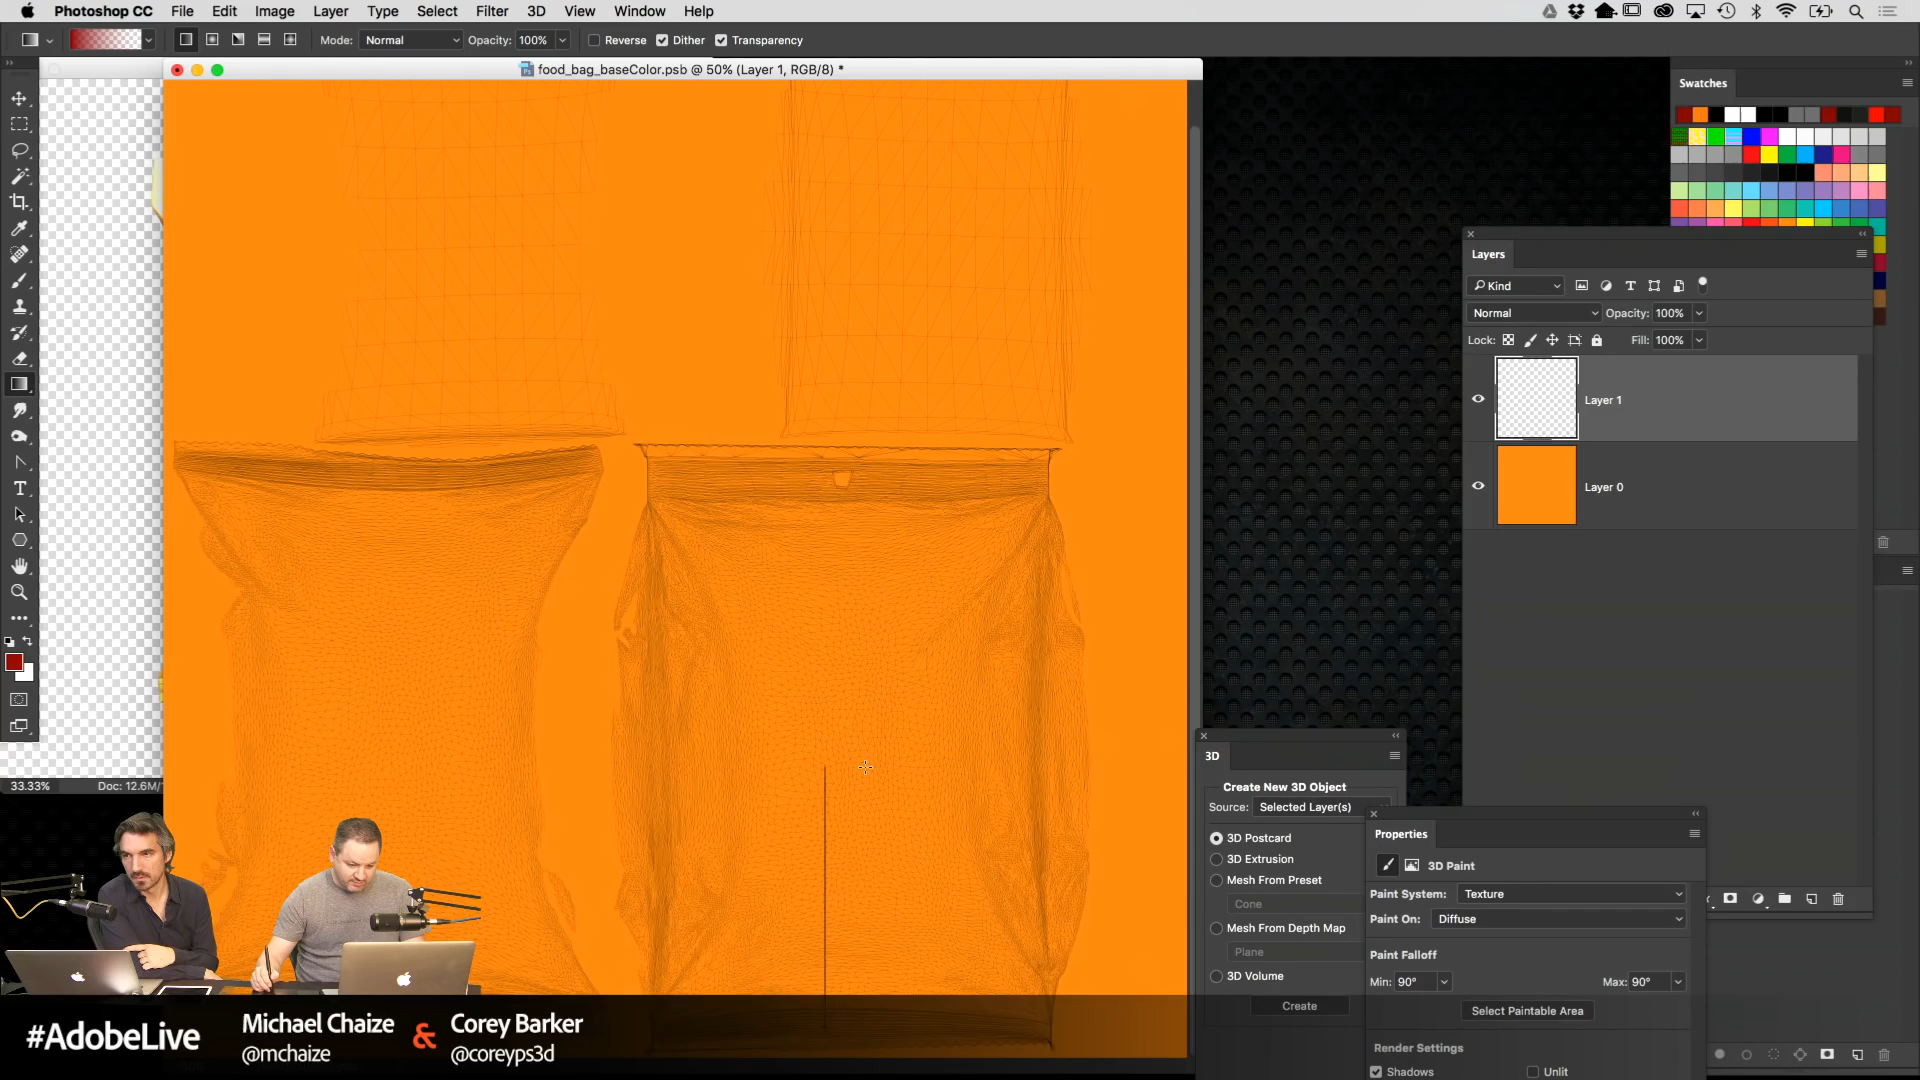 Photoshop CC File Edit Image Layer Type Select Filter 3D View Window Help
Mode: Normal Opacity: 100% Reverse Dither Transparency
food_bag_baseColor.psb @ 50% (Layer 1, RGB/8) *
Swatches
Layers
Kind
Normal Opacity: 100%
Lock: Fill: 100%
Layer 1
Layer 0
3D
Create New 3D Object
Source: Selected Layer(s)
3D Postcard
3D Extrusion
Mesh From Preset
Cone
Mesh From Depth Map
Plane
3D Volume
Create
Properties
3D Paint
Paint System: Texture
Paint On: Diffuse
Paint Falloff
Min: 90° Max: 90°
Select Paintable Area
Render Settings
Shadows Unlit
33.33% Doc: 12.6M/
#AdobeLive
Michael Chaize
@mchaize
&
Corey Barker
@coreyps3d